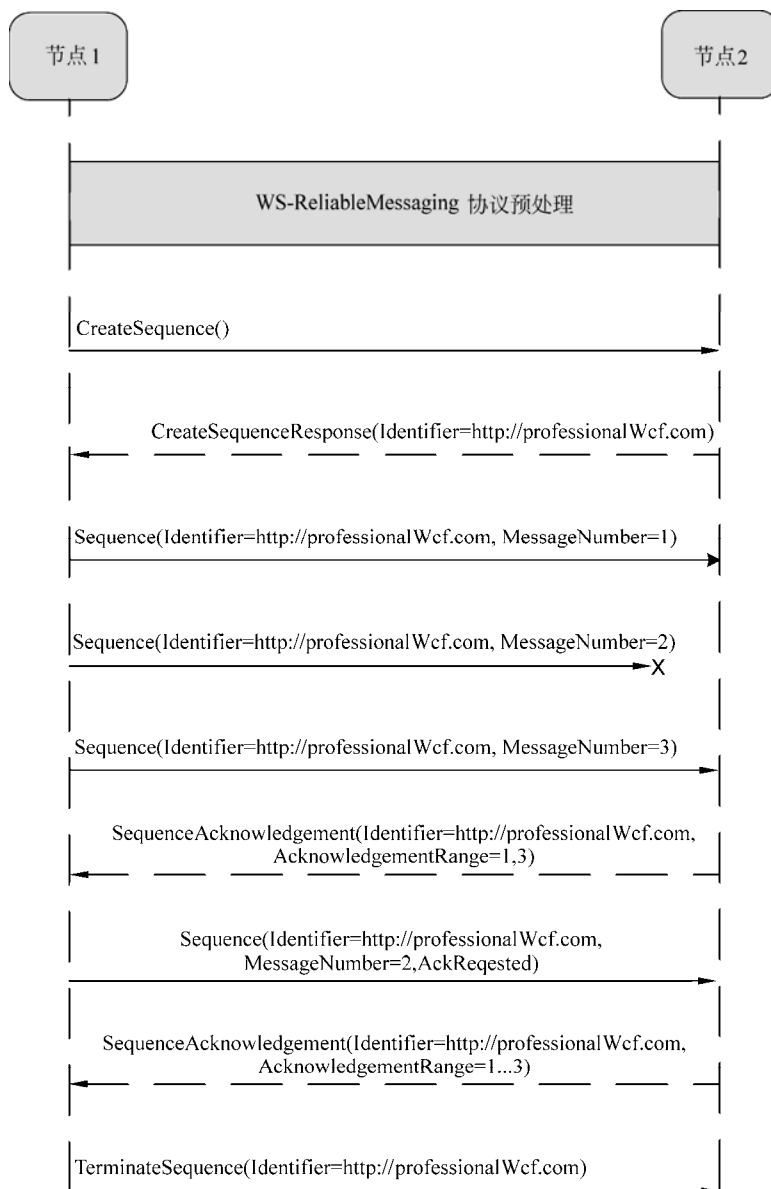 节点1
节点2
WS-ReliableMessaging 协议预处理
CreateSequence()
CreateSequenceResponse(Identifier=http://professionalWcf.com)
Sequence(Identifier=http://professionalWcf.com, MessageNumber=1)
Sequence(Identifier=http://professionalWcf.com, MessageNumber=2)
X
Sequence(Identifier=http://professionalWcf.com, MessageNumber=3)
SequenceAcknowledgement(Identifier=http://professionalWcf.com,
AcknowledgementRange=1,3)
Sequence(Identifier=http://professionalWcf.com,
MessageNumber=2,AckReqested)
SequenceAcknowledgement(Identifier=http://professionalWcf.com,
AcknowledgementRange=1...3)
TerminateSequence(Identifier=http://professionalWcf.com)